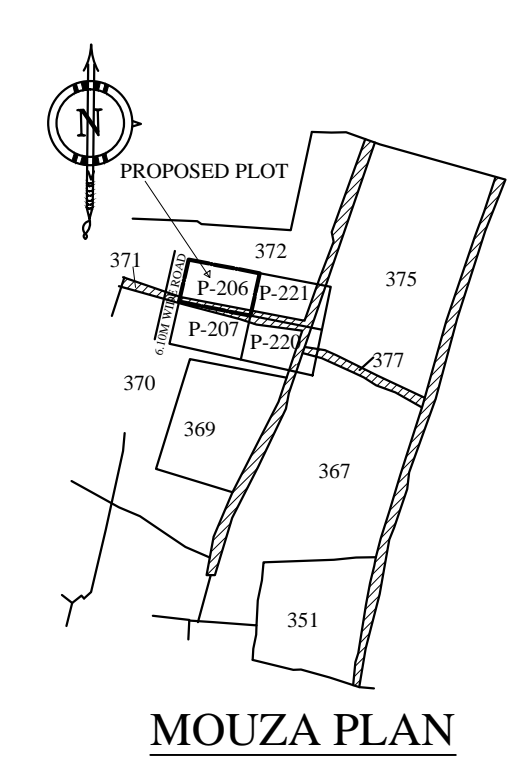 N
PROPOSED PLOT
372
371
P-206
P-221
375
6.10M WIDE ROAD
P-207
P-220
377
370
369
367
351
MOUZA PLAN